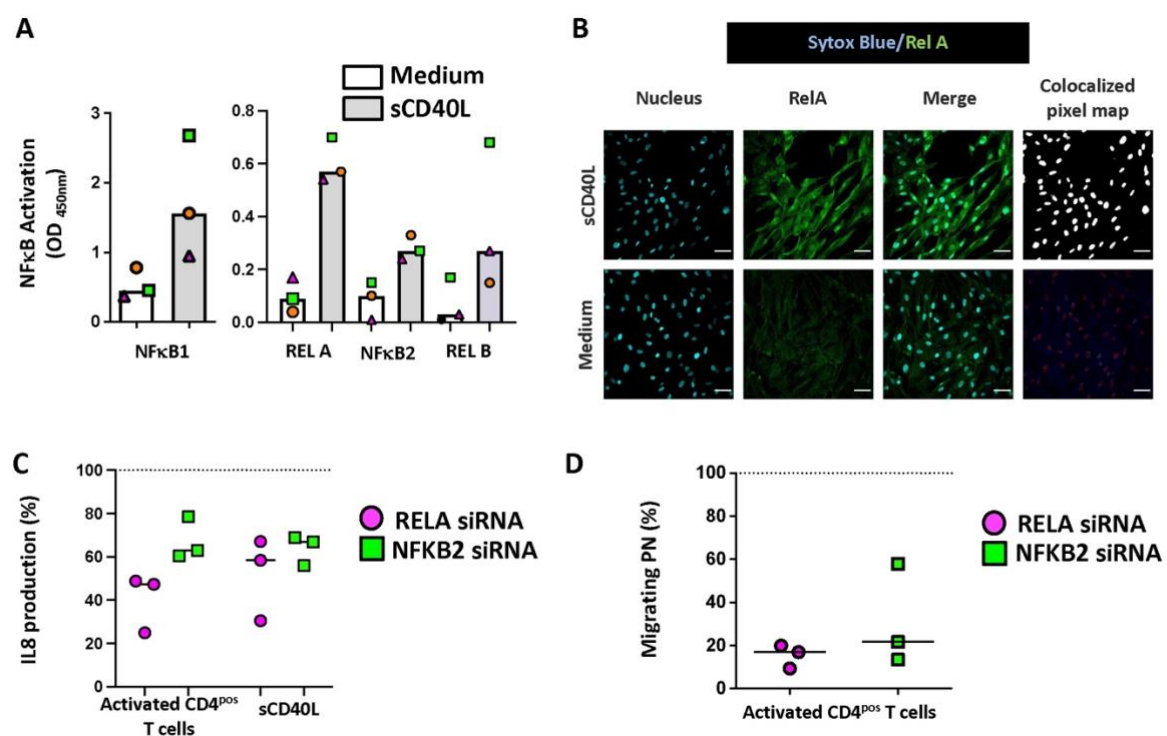 A
Medium
sCD40L
NFκB Activation
(OD 450nm)
3
2
1
0
NFκB1
0.8
0.6
0.4
0.2
0.0
REL A
NFκB2
REL B
B
Sytox Blue/Rel A
Nucleus
RelA
Merge
Colocalized
pixel map
sCD40L
Medium
C
IL8 production (%)
100
80
60
40
20
0
Activated CD4pos
T cells
sCD40L
RELA siRNA
NFKB2 siRNA
D
Migrating PN (%)
100
80
60
40
20
0
Activated CD4pos T cells
RELA siRNA
NFKB2 siRNA